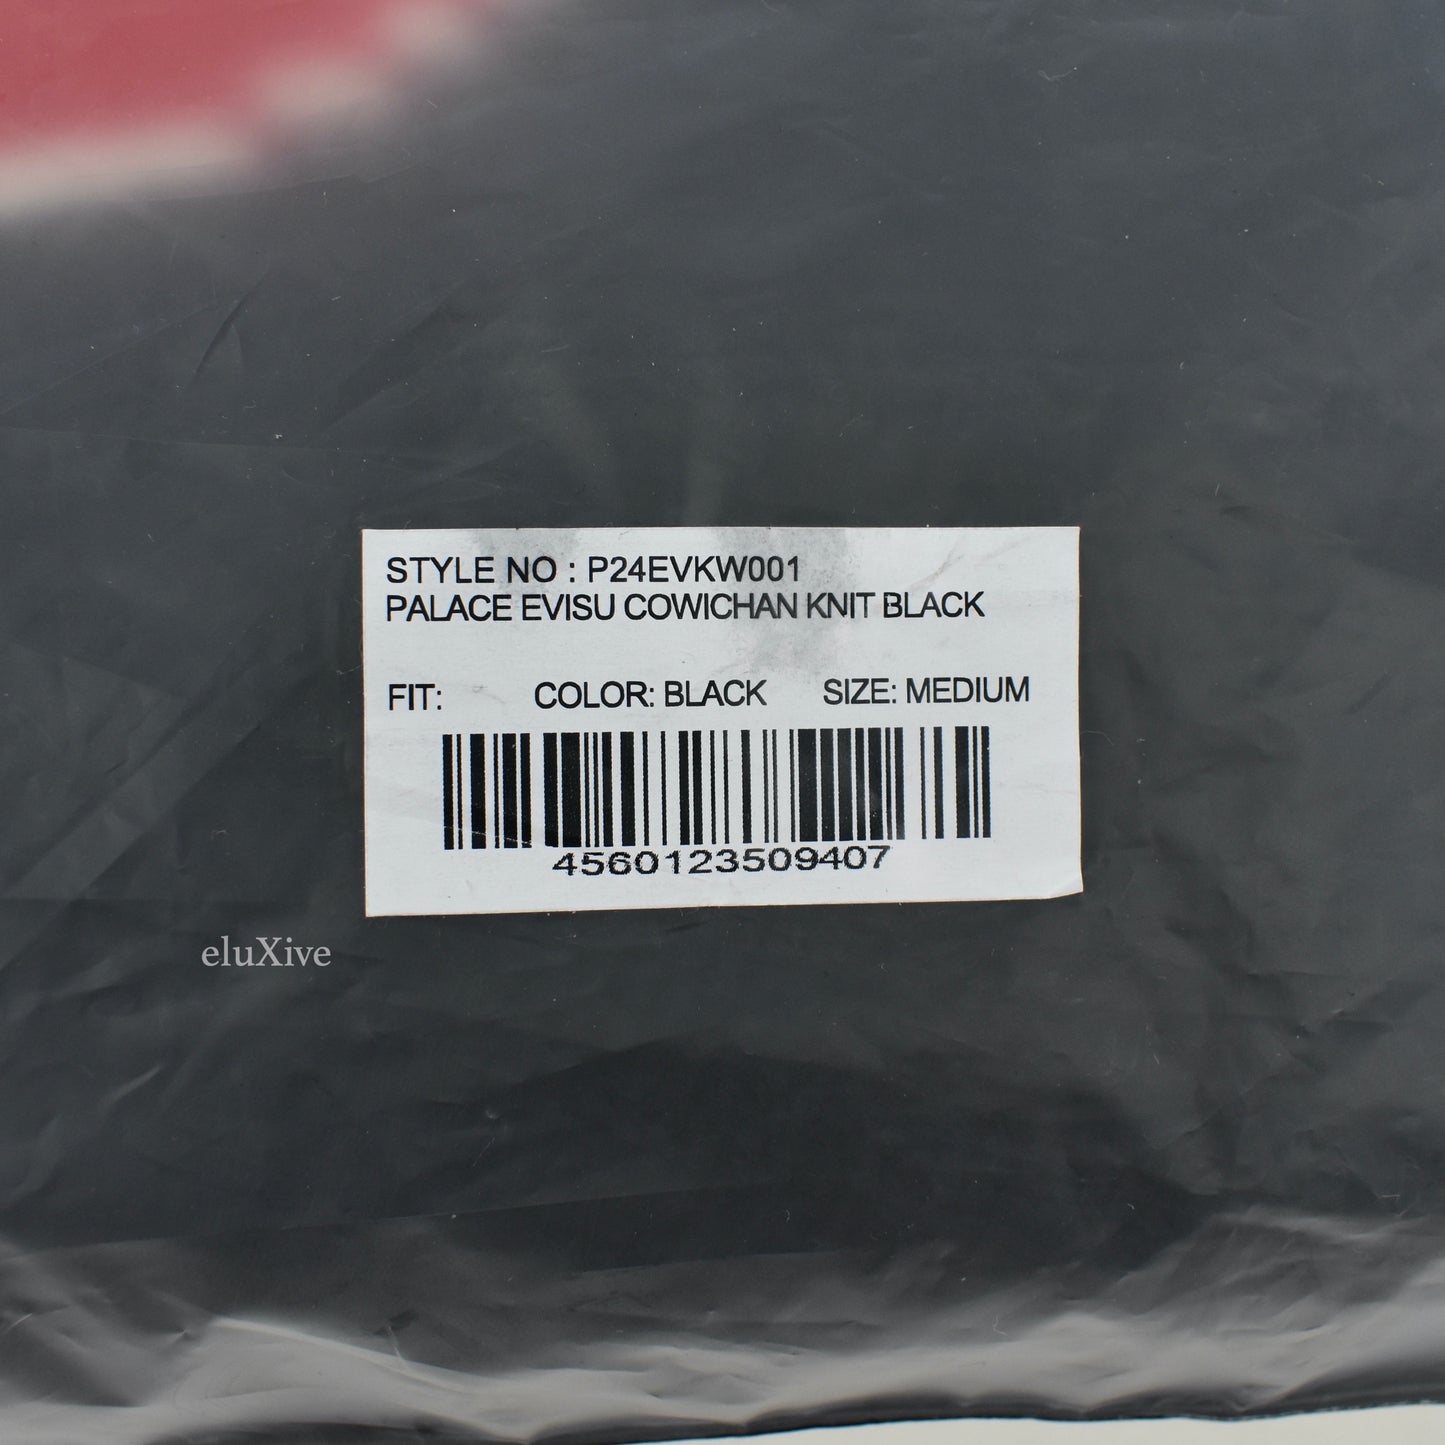 STYLE NO : P24EVKW001
PALACE EVISU COWICHAN KNIT BLACK
FIT: COLOR: BLACK SIZE: MEDIUM
4560123509407
eluXive